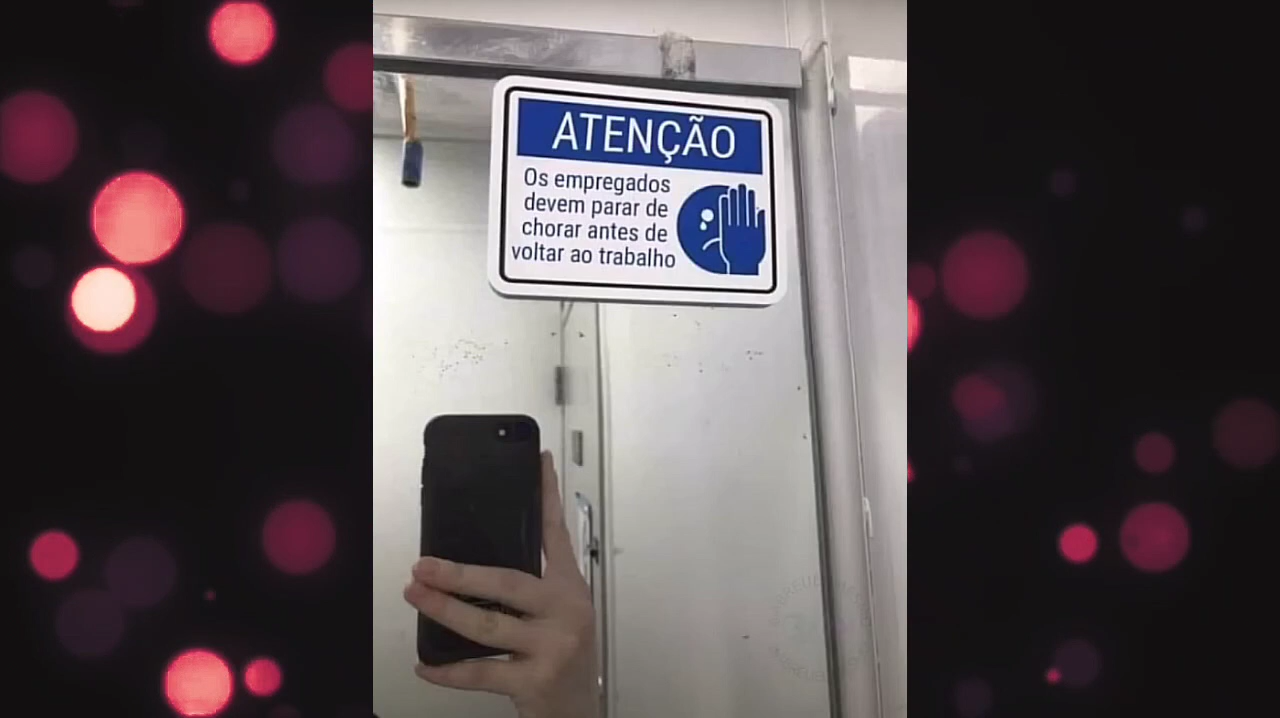 ATENÇÃO
Os empregados
devem parar de
chorar antes de
voltar ao trabalho